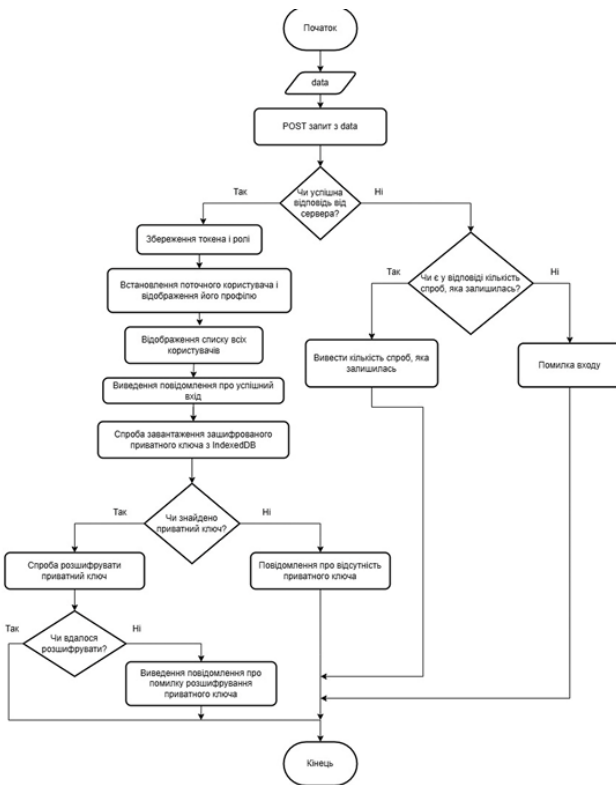 Початок
data
POST запит з data
Чи успішна
відповідь від
сервера?
Так
Ні
Збереження токена і ролі
Встановлення поточного користувача і
відображення його профілю
Відображення списку всіх
користувачів
Виведення повідомлення про успішний
вхід
Спроба завантаження зашифрованого
приватного ключа з IndexedDB
Чи є у відповіді кількість
спроб, яка залишилась?
Так
Ні
Вивести кількість спроб, яка
залишилась
Помилка входу
Чи знайдено
приватний ключ?
Так
Ні
Спроба розшифрувати
приватний ключ
Повідомлення про відсутність
приватного ключа
Чи вдалося
розшифрувати?
Так
Ні
Виведення повідомлення про
помилку розшифрування
приватного ключа
Кінець